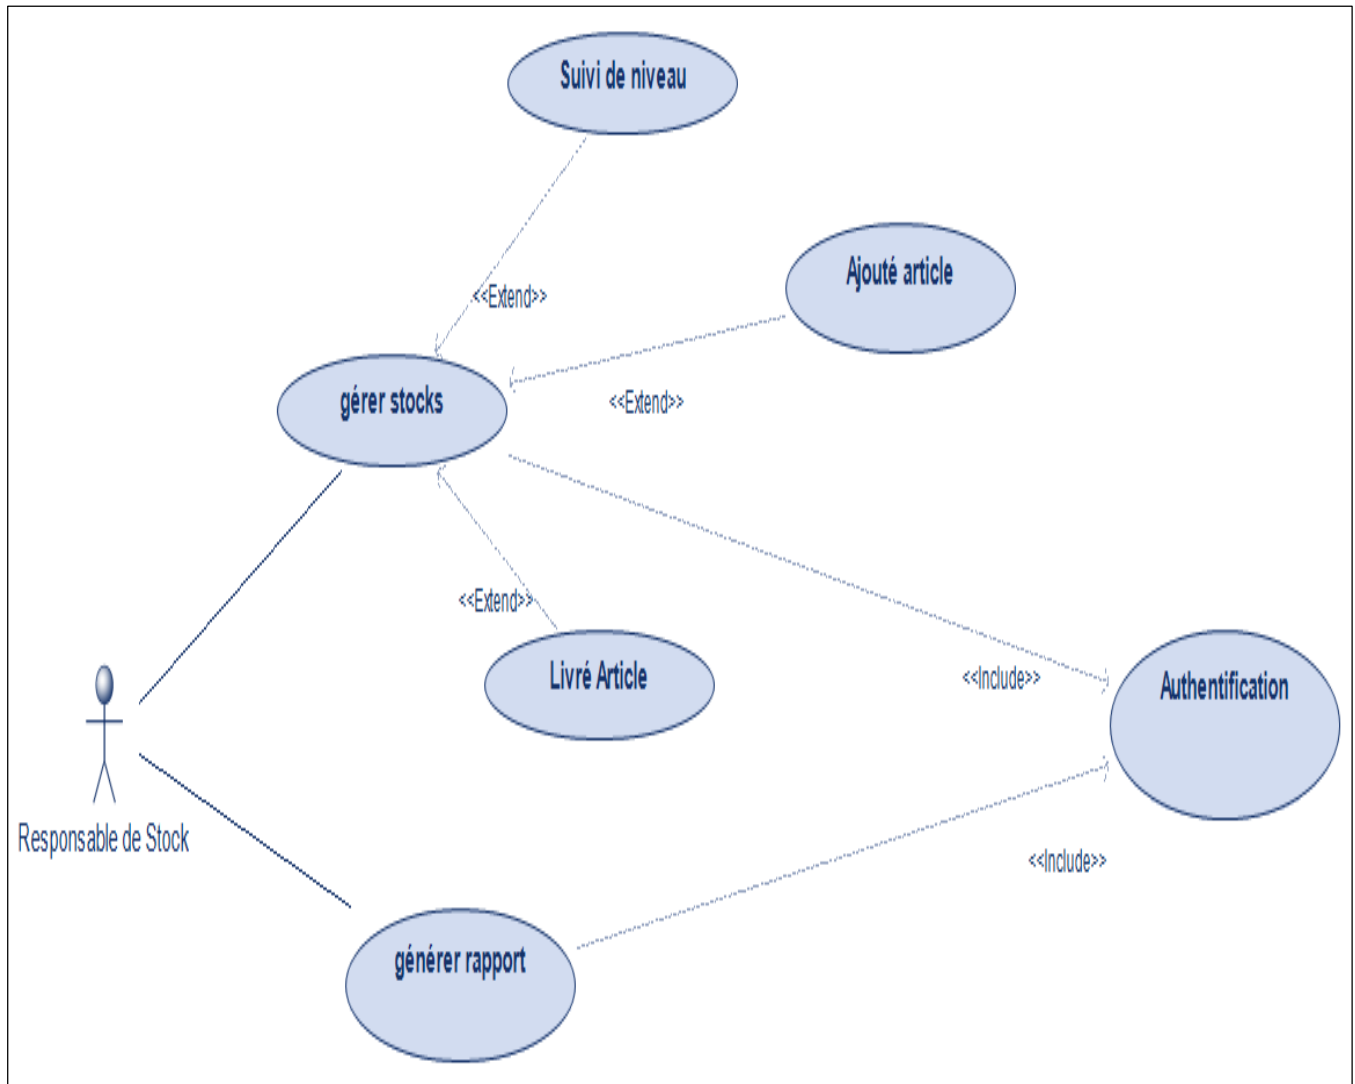 Suivi de niveau
Ajouté article
<<Extend>>
gérer stocks
<<Extend>>
<<Extend>>
Livré Article
<<Include>>
Authentification
Responsable de Stock
<<Include>>
générer rapport